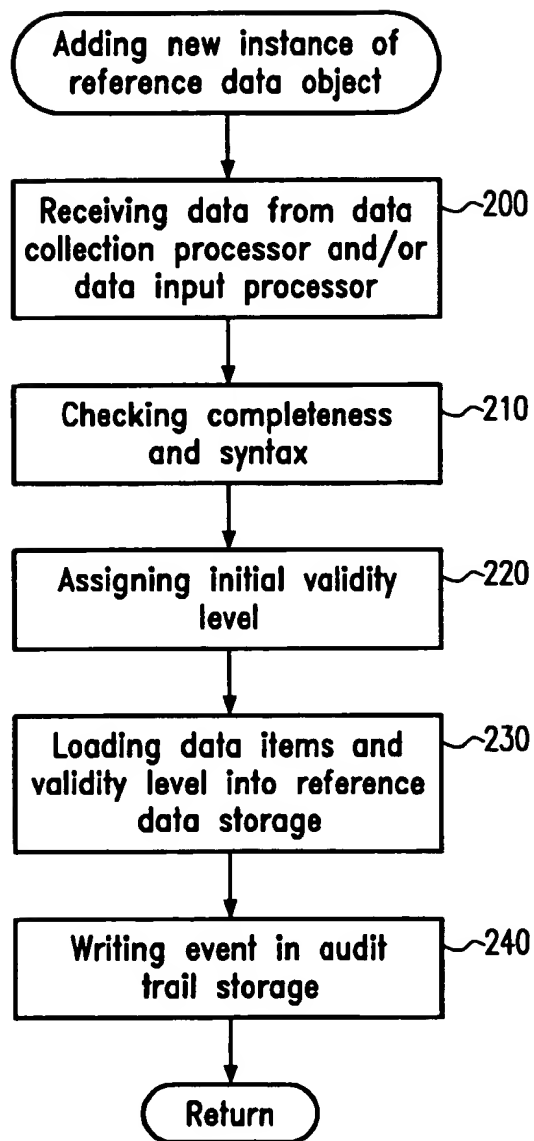 Adding new instance of
reference data object
Receiving data from data
collection processor and/or
data input processor
200
Checking completeness
and syntax
210
Assigning initial validity
level
220
Loading data items and
validity level into reference
data storage
230
Writing event in audit
trail storage
240
Return